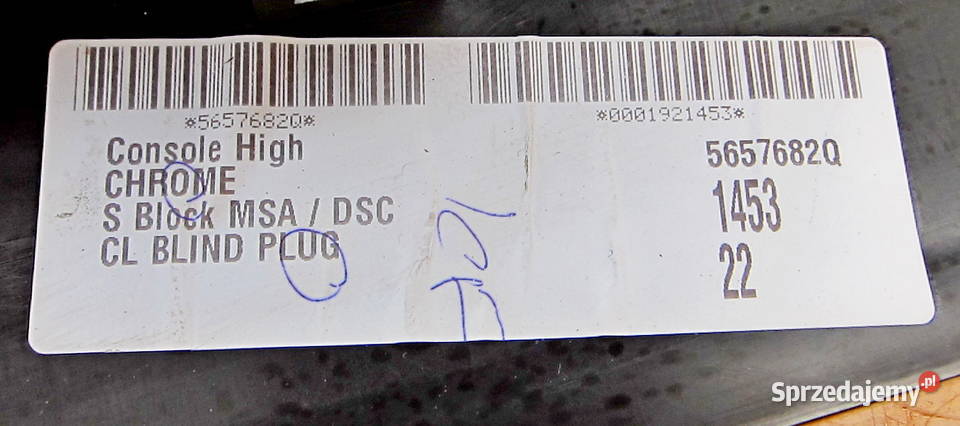 *5657682Q*
*0001921453*
Console High
CHROME
S Block MSA / DSC
CL BLIND PLUG
5657682Q
1453
22
Sprzedajemy.pl